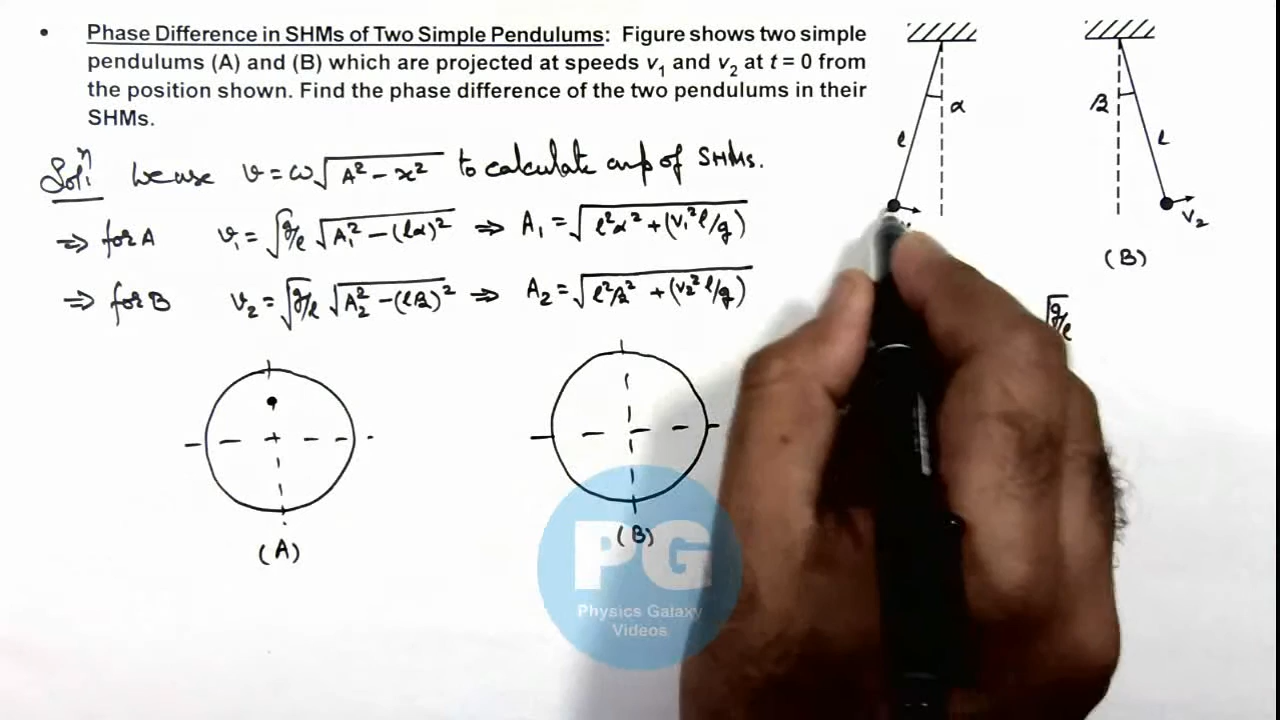 • Phase Difference in SHMs of Two Simple Pendulums: Figure shows two simple
pendulums (A) and (B) which are projected at speeds v₁ and v₂ at t = 0 from
the position shown. Find the phase difference of the two pendulums in their
SHMs.
Solⁿ: We use v = ω√(A² - x²) to calculate amp of SHMs.
⇒ for A v₁ = √(g/l) √(A₁² - (lα)²) ⇒ A₁ = √(l²α² + (v₁²l/g))
⇒ for B v₂ = √(g/l) √(A₂² - (lβ)²) ⇒ A₂ = √(l²β² + (v₂²l/g))
α
l
β
l
v₂
(B)
√(g/l)
(A)
(B)
PG
Physics Galaxy
Videos